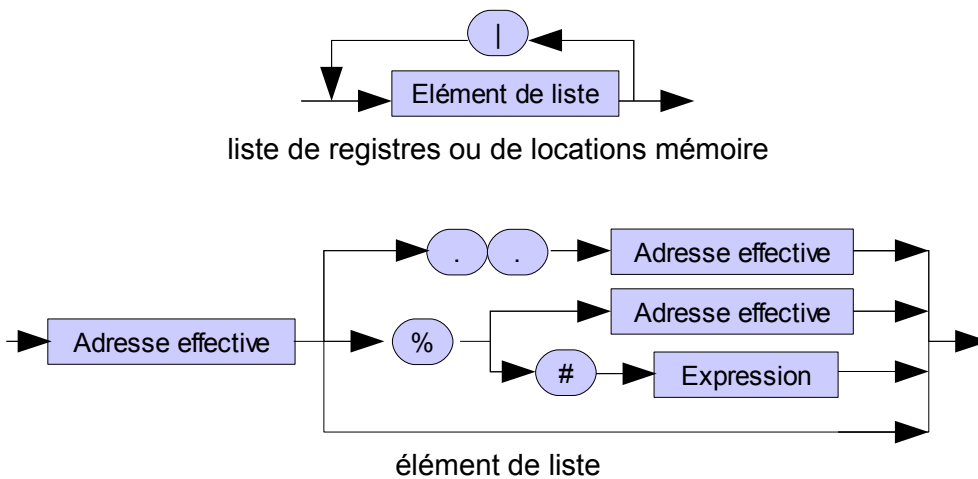 |
Elément de liste
liste de registres ou de locations mémoire
. . Adresse effective
Adresse effective
Adresse effective %
# Expression
élément de liste